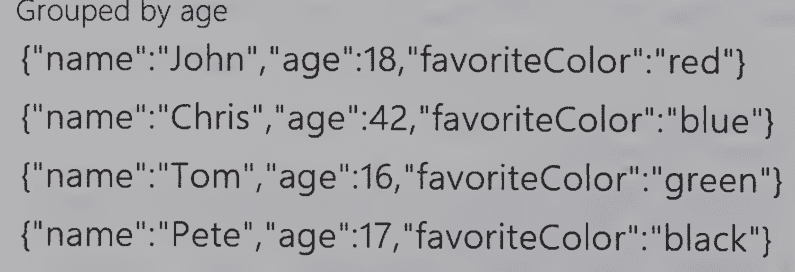 Grouped by age
{"name":"John","age":18,"favoriteColor":"red"}
{"name":"Chris","age":42,"favoriteColor":"blue"}
{"name":"Tom","age":16,"favoriteColor":"green"}
{"name":"Pete","age":17,"favoriteColor":"black"}